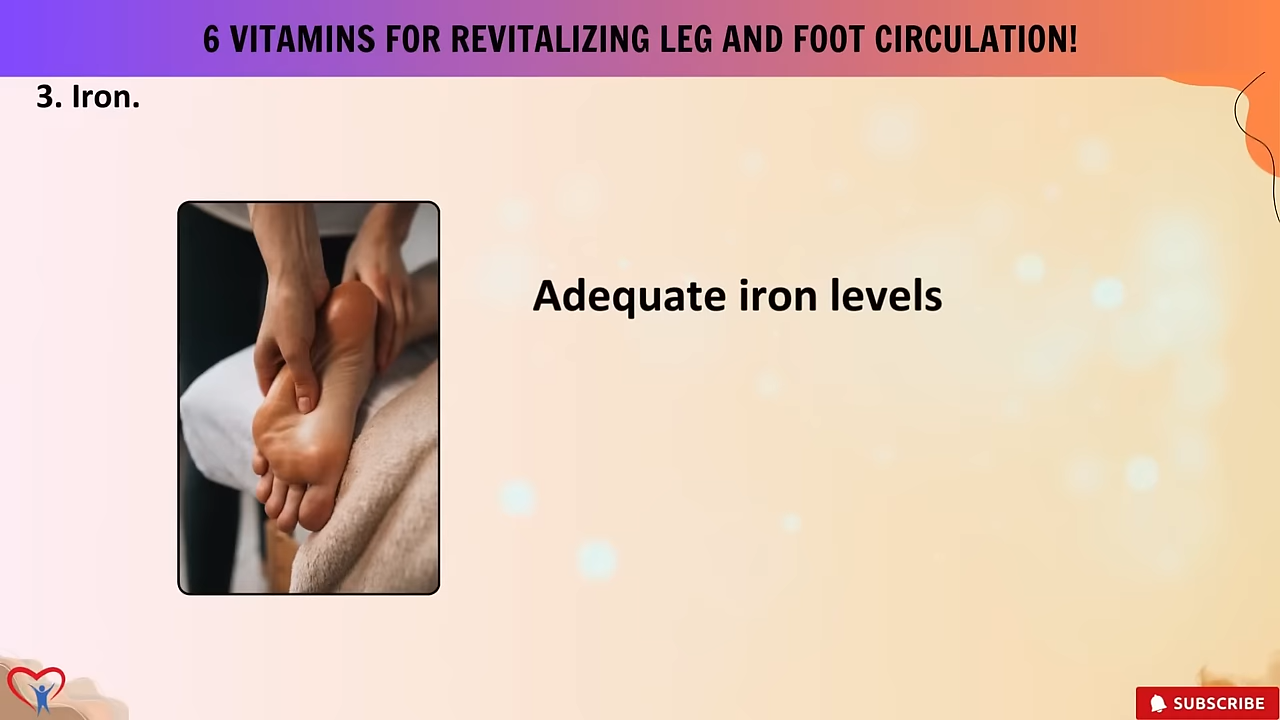 6 VITAMINS FOR REVITALIZING LEG AND FOOT CIRCULATION!
3. Iron.
Adequate iron levels
SUBSCRIBE